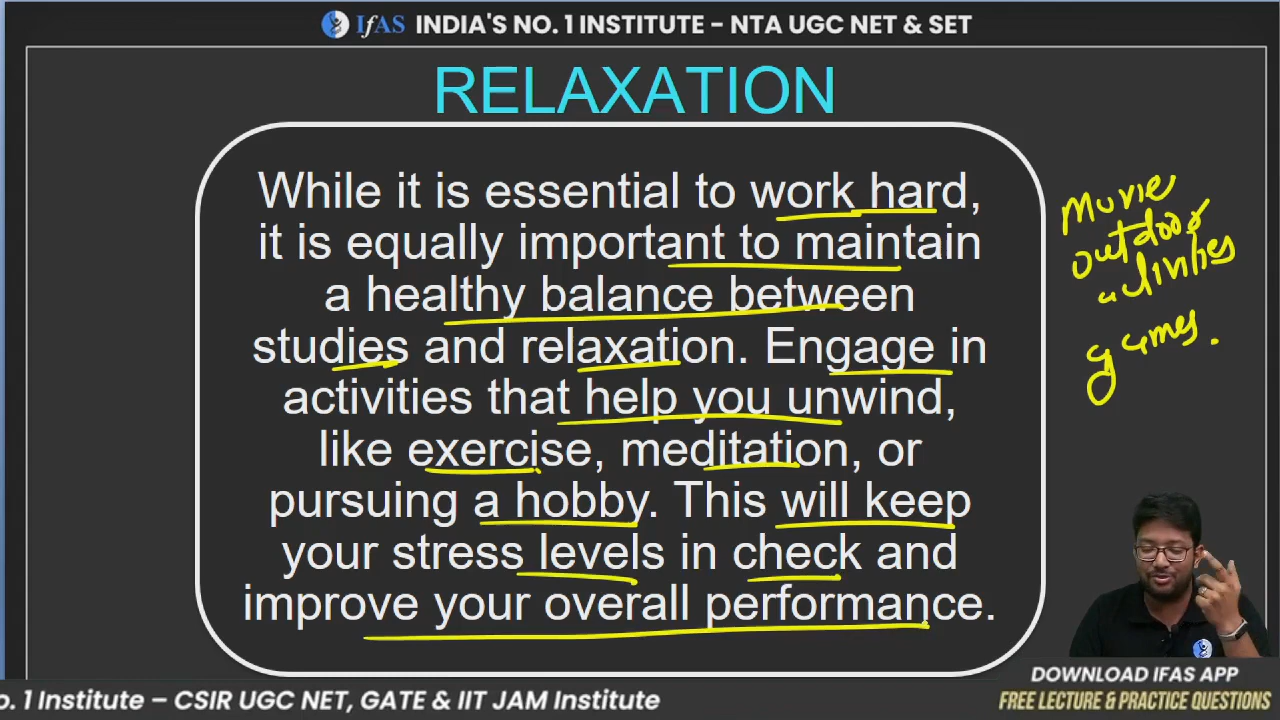 IfAS INDIA'S NO. 1 INSTITUTE - NTA UGC NET & SET
RELAXATION
While it is essential to work hard,
it is equally important to maintain
a healthy balance between
studies and relaxation. Engage in
activities that help you unwind,
like exercise, meditation, or
pursuing a hobby. This will keep
your stress levels in check and
improve your overall performance.
Movie
outdoor
activities
games.
DOWNLOAD IFAS APP
FREE LECTURE & PRACTICE QUESTIONS
o. 1 Institute – CSIR UGC NET, GATE & IIT JAM Institute